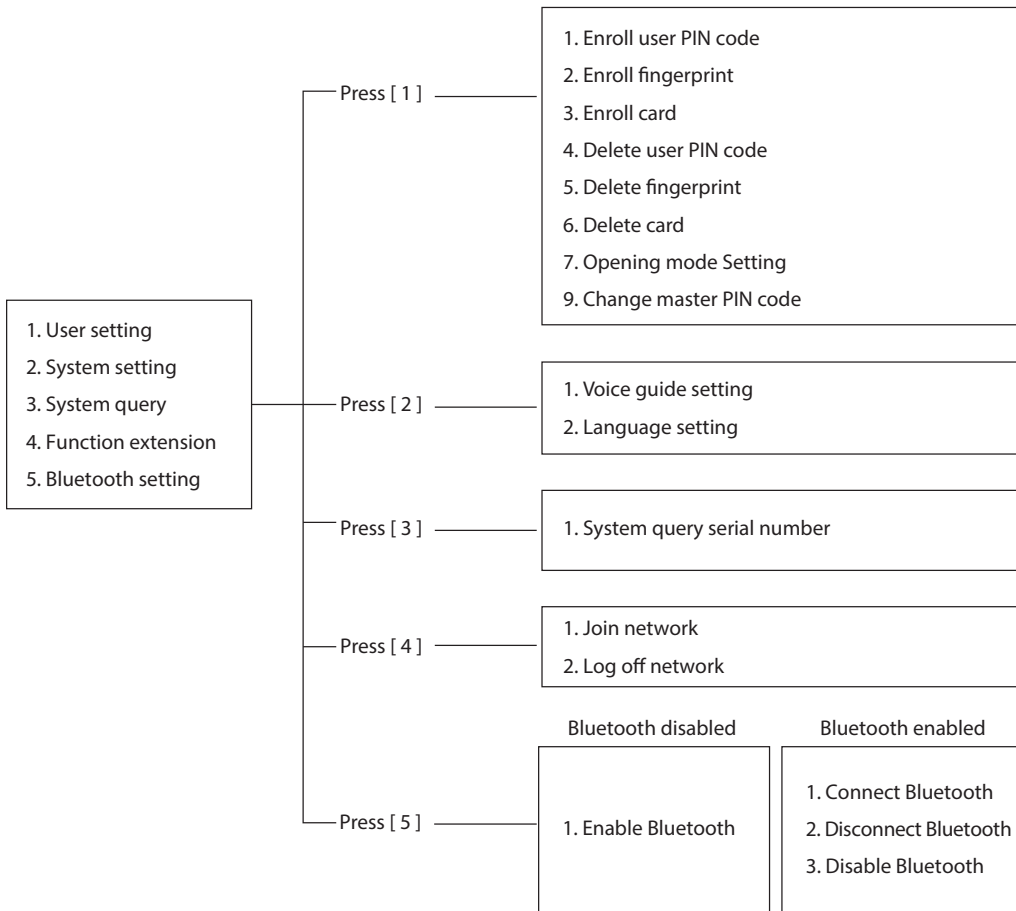 1. User setting
2. System setting
3. System query
4. Function extension
5. Bluetooth setting
Press [ 1 ]
1. Enroll user PIN code
2. Enroll fingerprint
3. Enroll card
4. Delete user PIN code
5. Delete fingerprint
6. Delete card
7. Opening mode Setting
9. Change master PIN code
Press [ 2 ]
1. Voice guide setting
2. Language setting
Press [ 3 ]
1. System query serial number
Press [ 4 ]
1. Join network
2. Log off network
Press [ 5 ]
Bluetooth disabled
1. Enable Bluetooth
Bluetooth enabled
1. Connect Bluetooth
2. Disconnect Bluetooth
3. Disable Bluetooth